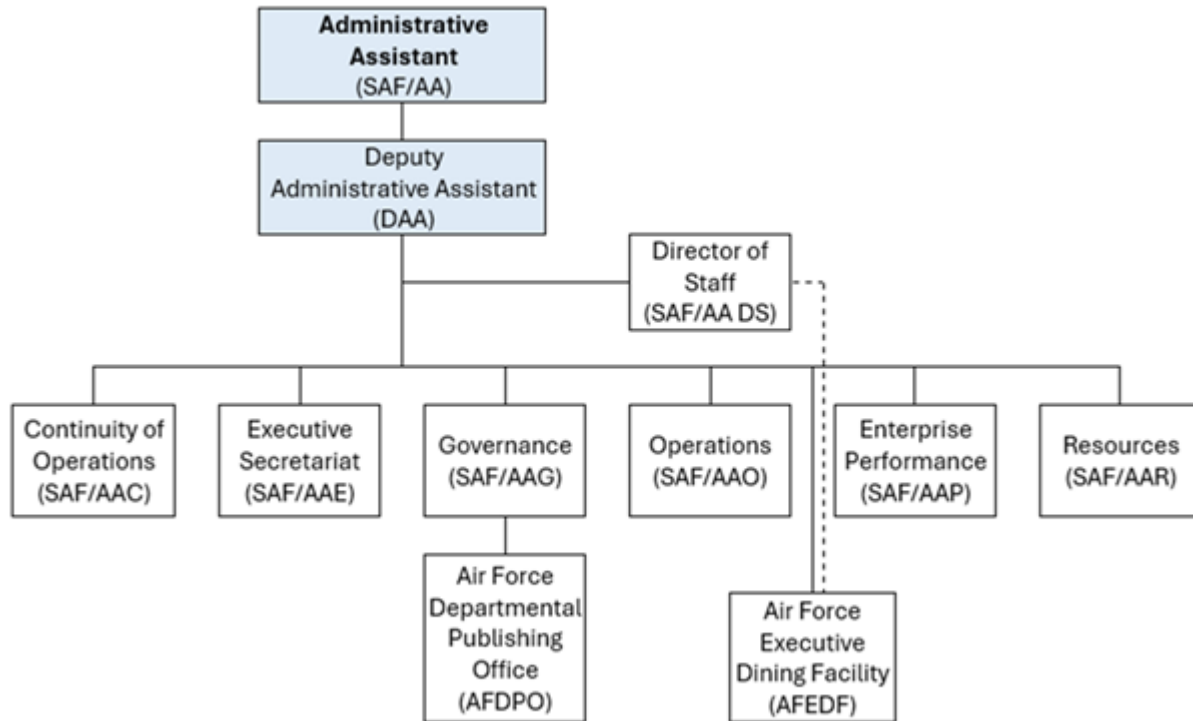 Administrative
Assistant
(SAF/AA)
Deputy
Administrative Assistant
(DAA)
Director of
Staff
(SAF/AA DS)
Continuity of
Operations
(SAF/AAC)
Executive
Secretariat
(SAF/AAE)
Governance
(SAF/AAG)
Operations
(SAF/AAO)
Enterprise
Performance
(SAF/AAP)
Resources
(SAF/AAR)
Air Force
Departmental
Publishing
Office
(AFDPO)
Air Force
Executive
Dining Facility
(AFEDF)